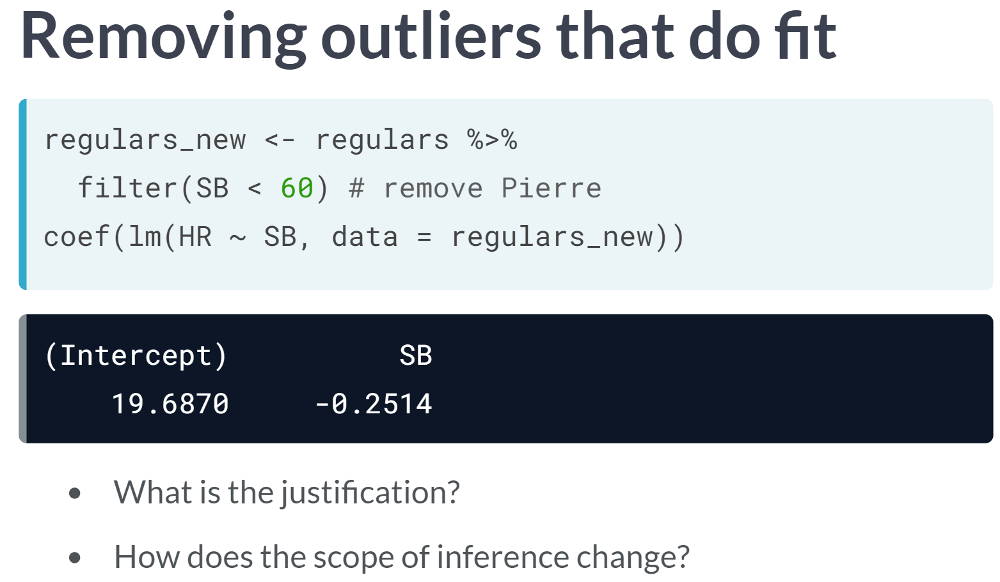 Removing outliers that do fit
regulars_new <- regulars %>%
  filter(SB < 60) # remove Pierre
coef(lm(HR ~ SB, data = regulars_new))
(Intercept)          SB
    19.6870     -0.2514
• What is the justification?
• How does the scope of inference change?